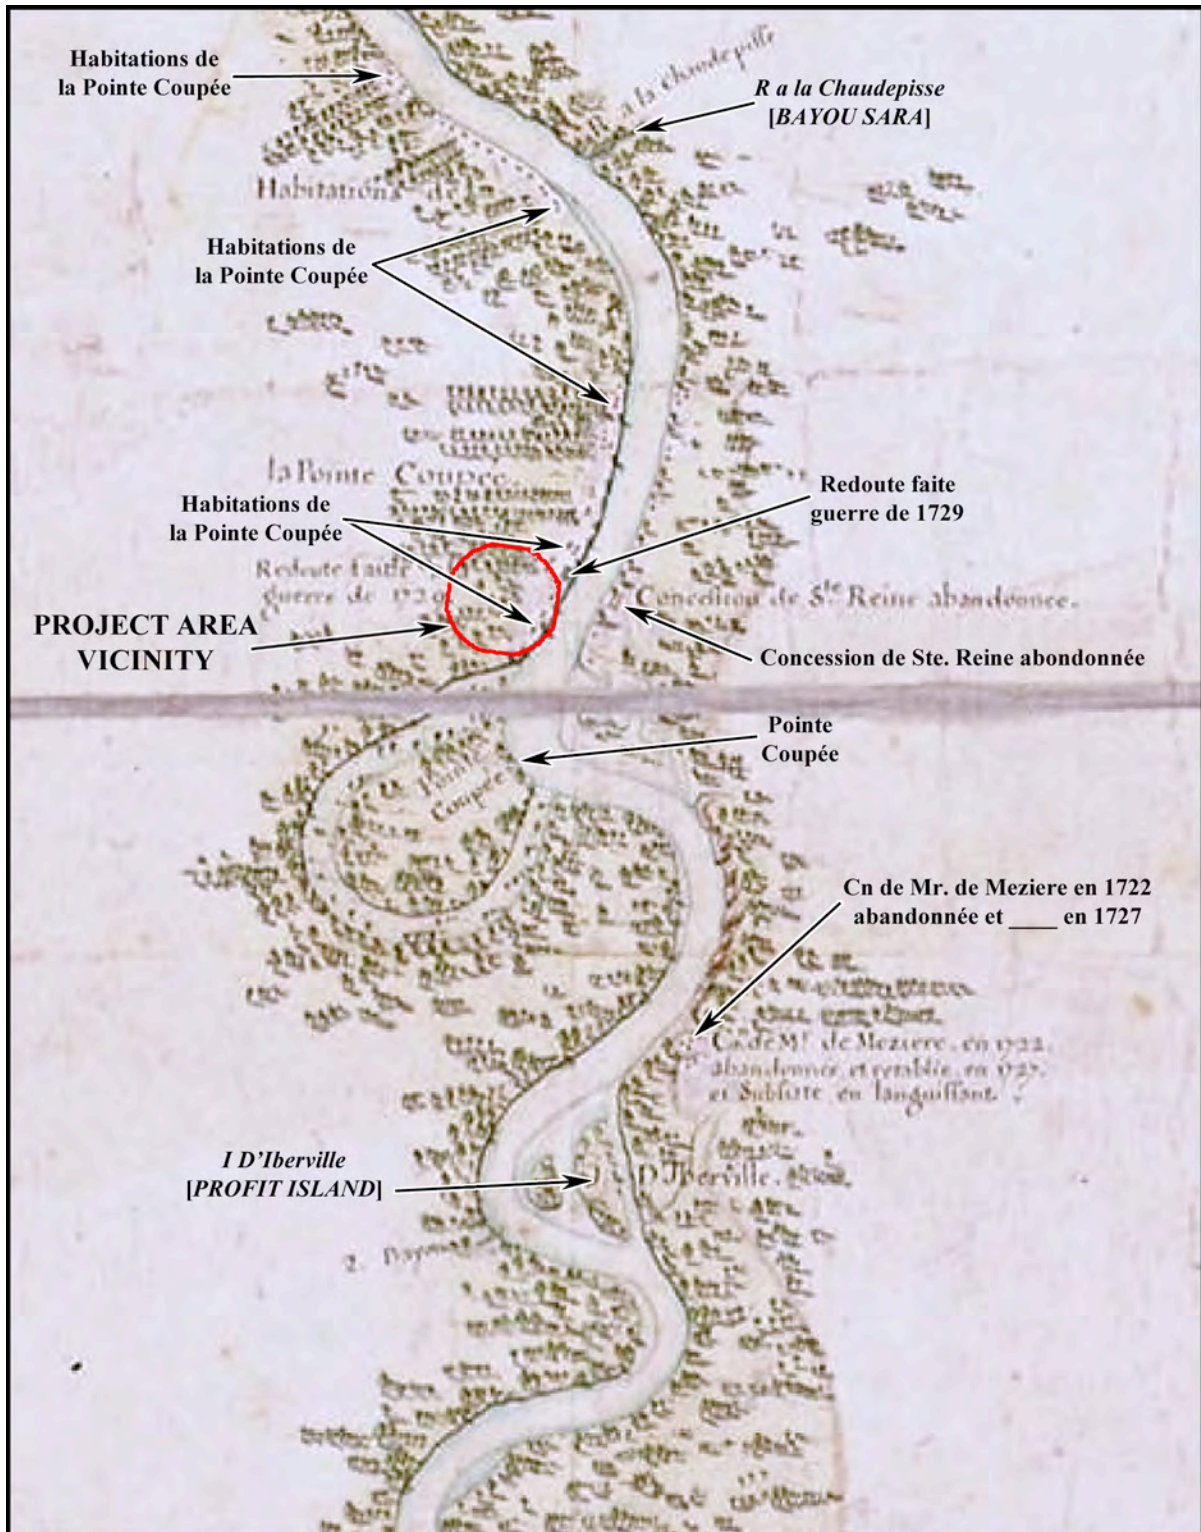 Habitations de
la Pointe Coupée
a la Chaudepisse
R a la Chaudepisse
[BAYOU SARA]
Habitations de
Habitations de
la Pointe Coupée
la Pointe Coupée
Habitations de
la Pointe Coupée
Redoute faite
guerre de 1729
Redoute faitte
guerre de 1729
Concession de Ste. Reine abandonnée.
PROJECT AREA
VICINITY
Concession de Ste. Reine abondonnée
Pointe
Coupée
Pointe
Coupée
Cn de Mr. de Meziere en 1722
abandonnée et ____ en 1727
Cn. de Mr. de Meziere. en 1722.
abandonnee et retablie. en 1727.
et Subsiste en languissant.
I D'Iberville
[PROFIT ISLAND]
I. D'Iberville.